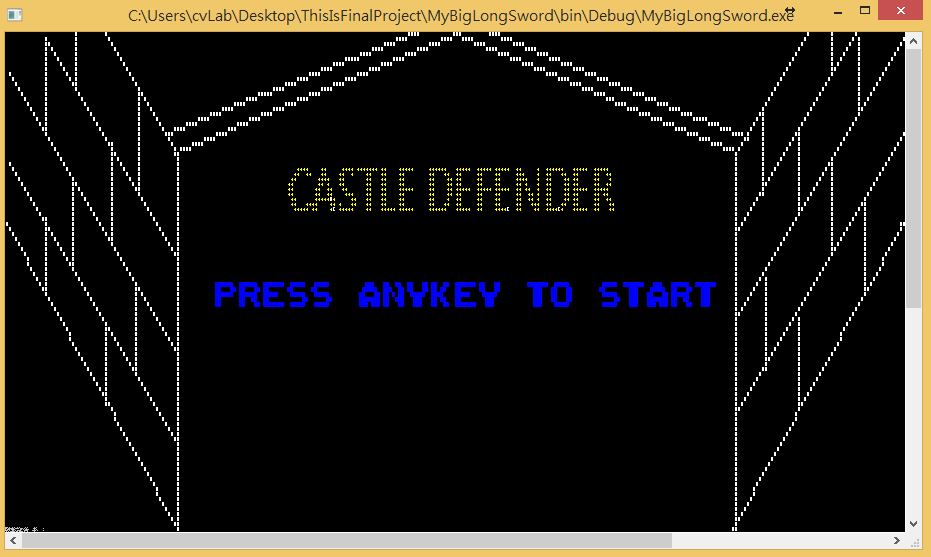 C:\Users\cvLab\Desktop\ThisIsFinalProject\MyBigLongSword\bin\Debug\MyBigLongSword.exe
CASTLE DEFENDER
PRESS ANYKEY TO START